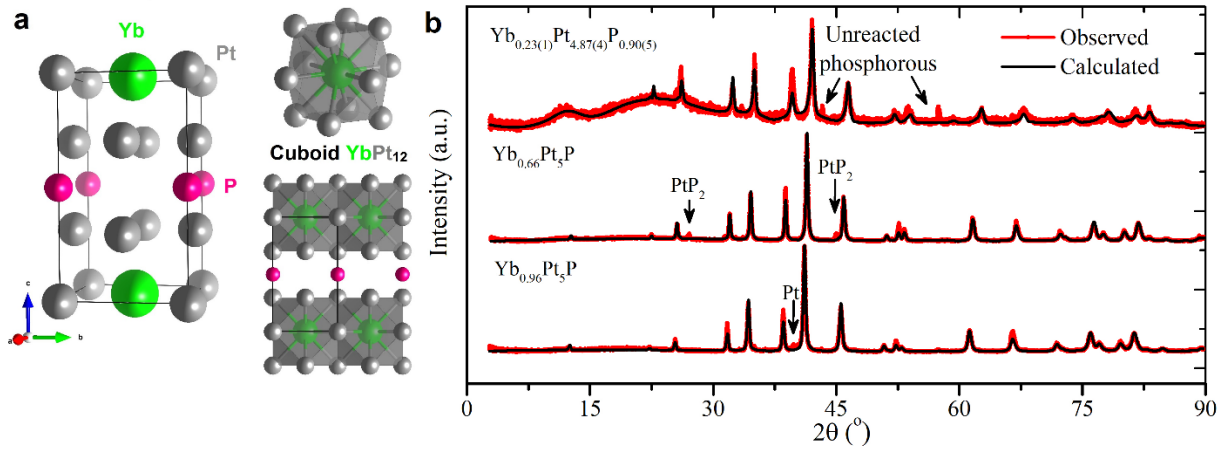 a
Yb
Pt
P
c
a
b
Cuboid YbPt₁₂
b
Yb₀.₂₃₍₁₎Pt₄.₈₇₍₄₎P₀.₉₀₍₅₎
Unreacted
phosphorous
Observed
Calculated
Yb₀.₆₆Pt₅P
PtP₂
PtP₂
Yb₀.₉₆Pt₅P
Pt
Intensity (a.u.)
0 15 30 45 60 75 90
2θ (°)